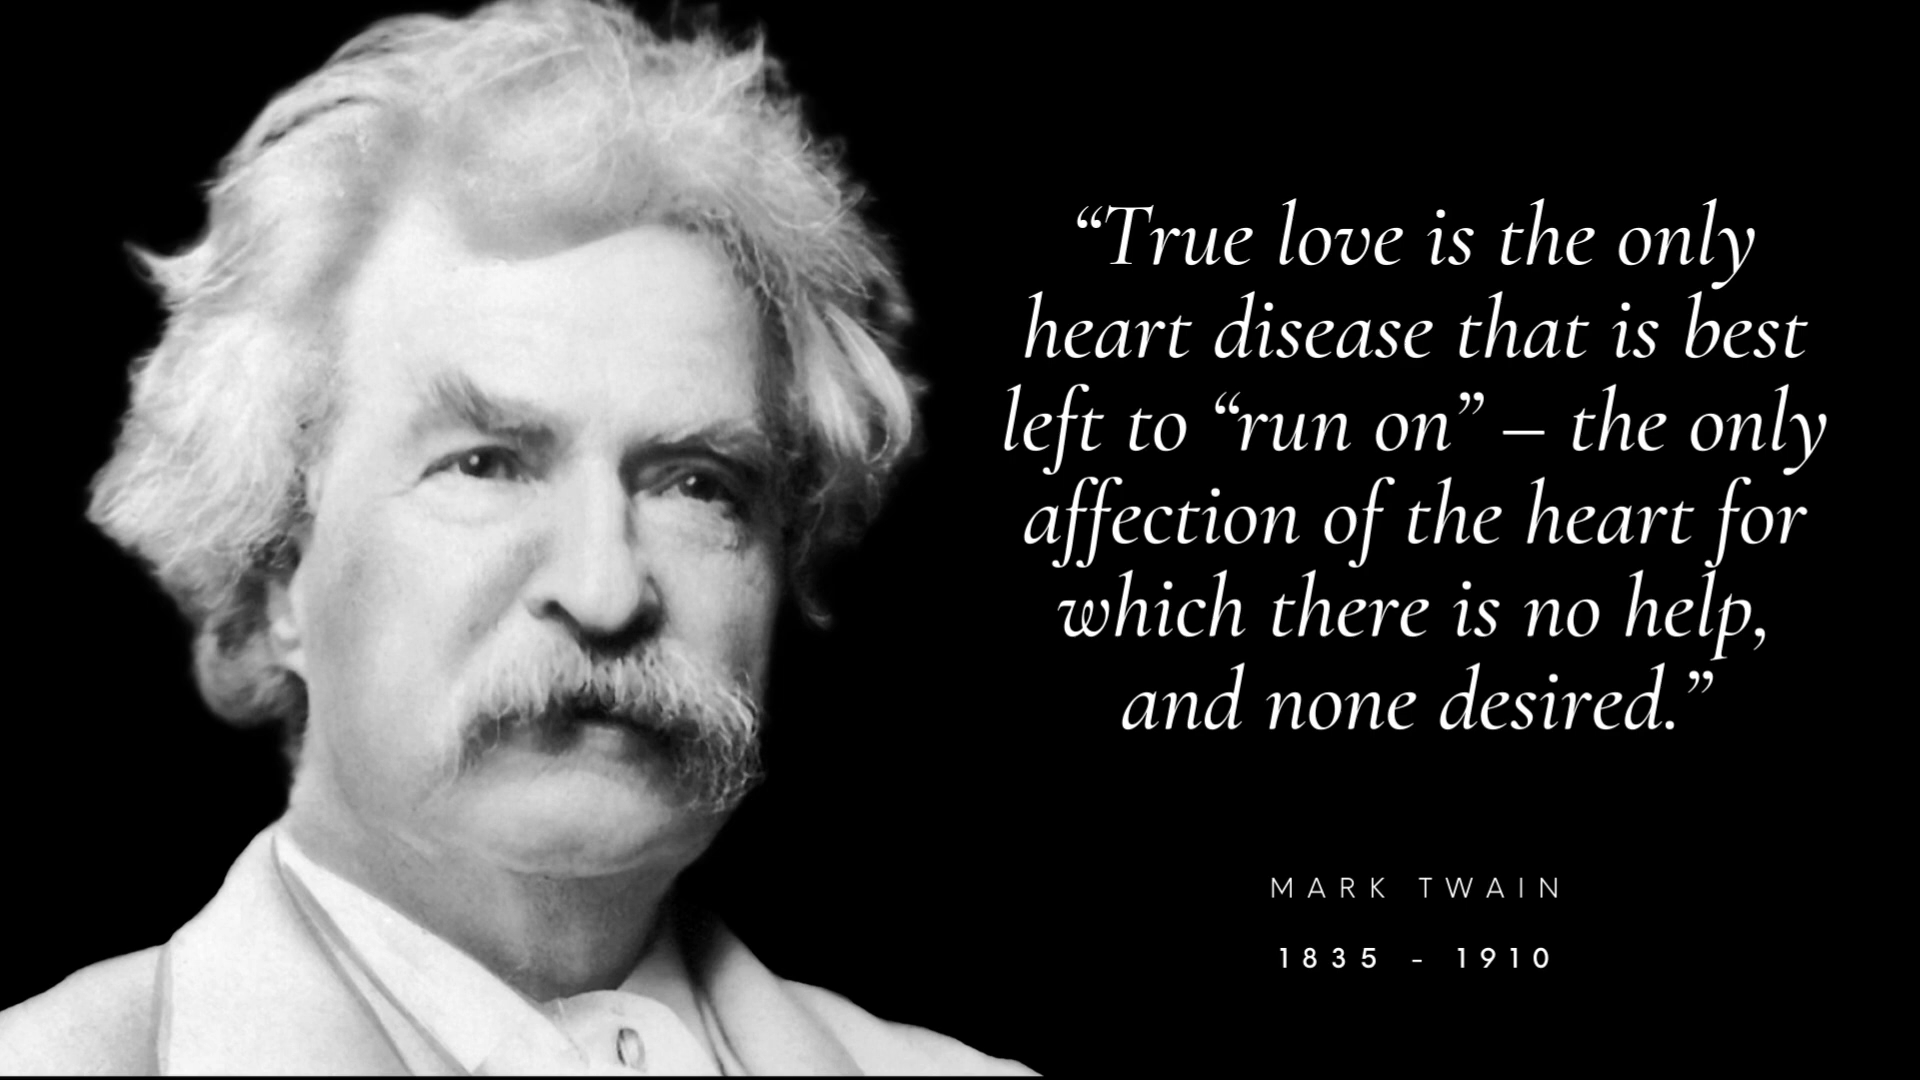 “True love is the only
heart disease that is best
left to “run on” – the only
affection of the heart for
which there is no help,
and none desired.”
MARK TWAIN
1835 - 1910